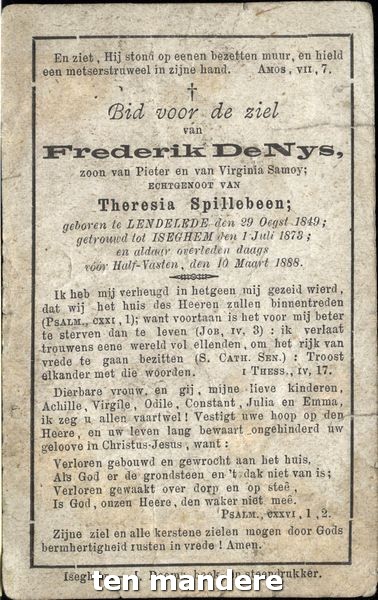 En ziet, Hij stond op eenen bezetten muur, en hield
een metserstruweel in zijne hand. AMOS, VII, 7.
†
Bid voor de ziel
van
Frederik DeNys,
zoon van Pieter en van Virginia Samoy;
ECHTGENOOT VAN
Theresia Spillebeen;
geboren te LENDELEDE den 29 Oegst 1849;
getrouwd tot ISEGHEM den 1 Juli 1873;
en aldaar overleden daags
vóór Half-Vasten, den 10 Maart 1888.
Ik heb mij verheugd in hetgeen mij gezeid wierd,
dat wij het huis des Heeren zallen binnentreden
(PSALM., CXXI, 1); want voortaan is het voor mij beter
te sterven dan te leven (JOB, IV, 3) : ik verlaat
trouwens eene wereld vol ellenden, om het rijk van
vrede te gaan bezitten (S. CATH. SEN.) : Troost
elkander met die woorden. I THESS., IV, 17.
Dierbare vrouw, en gij, mijne lieve kinderen,
Achille, Virgile, Odile, Constant, Julia en Emma,
ik zeg u allen vaartwel! Vestigt uwe hoop op den
Heere, en uw leven lang bewaart ongehinderd uw
geloove in Christus-Jesus, want :
Verloren gebouwd en gewrocht aan het huis,
Als God er de grondsteen en 't dak niet van is;
Verloren gewaakt over dorp en op steê,
Is God, onzen Heere, den waker niet meê.
PSALM., CXXVI, 1, 2.
Zijne ziel en alle kerstene zielen mogen door Gods
bermhertigheid rusten in vrede! Amen.
ten mandere